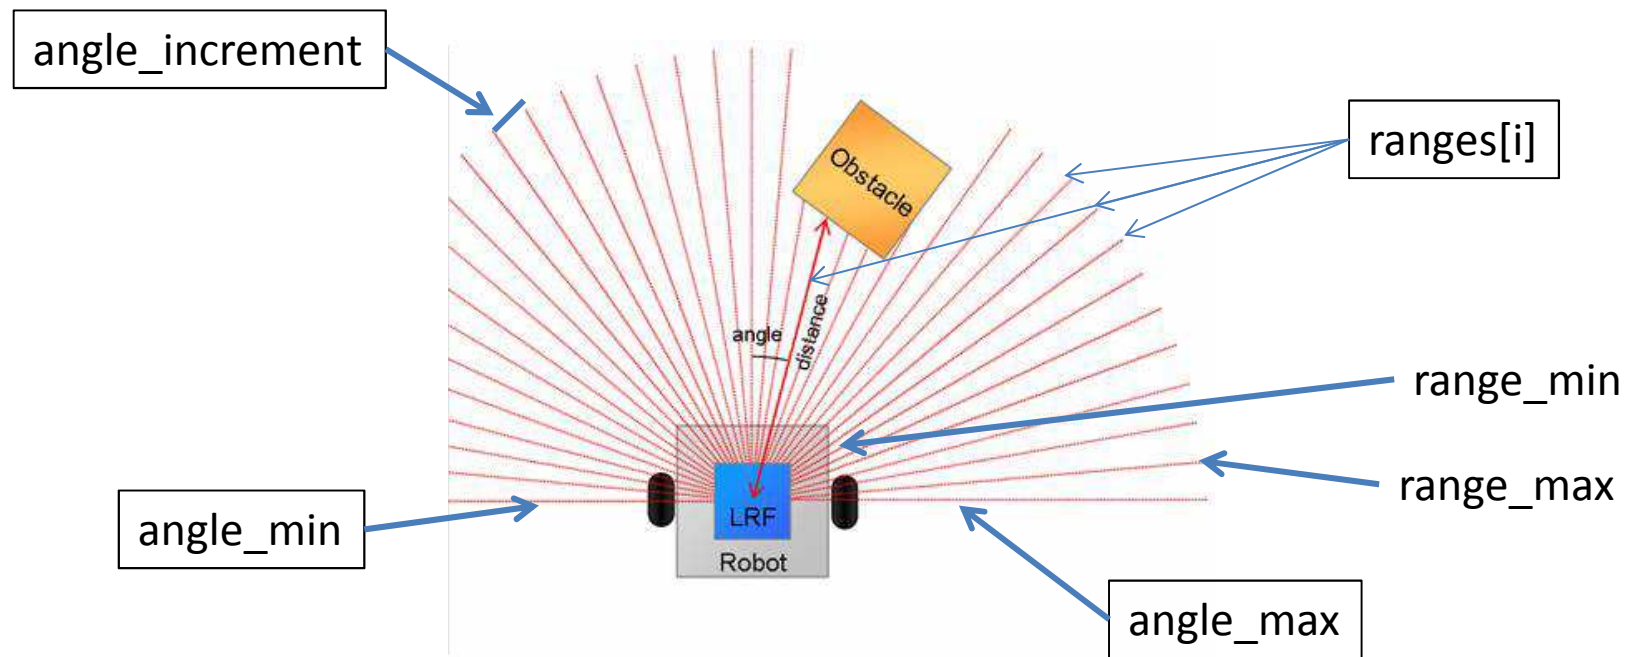 angle_increment
ranges[i]
Obstacle
angle
distance
range_min
range_max
angle_min
LRF
Robot
angle_max